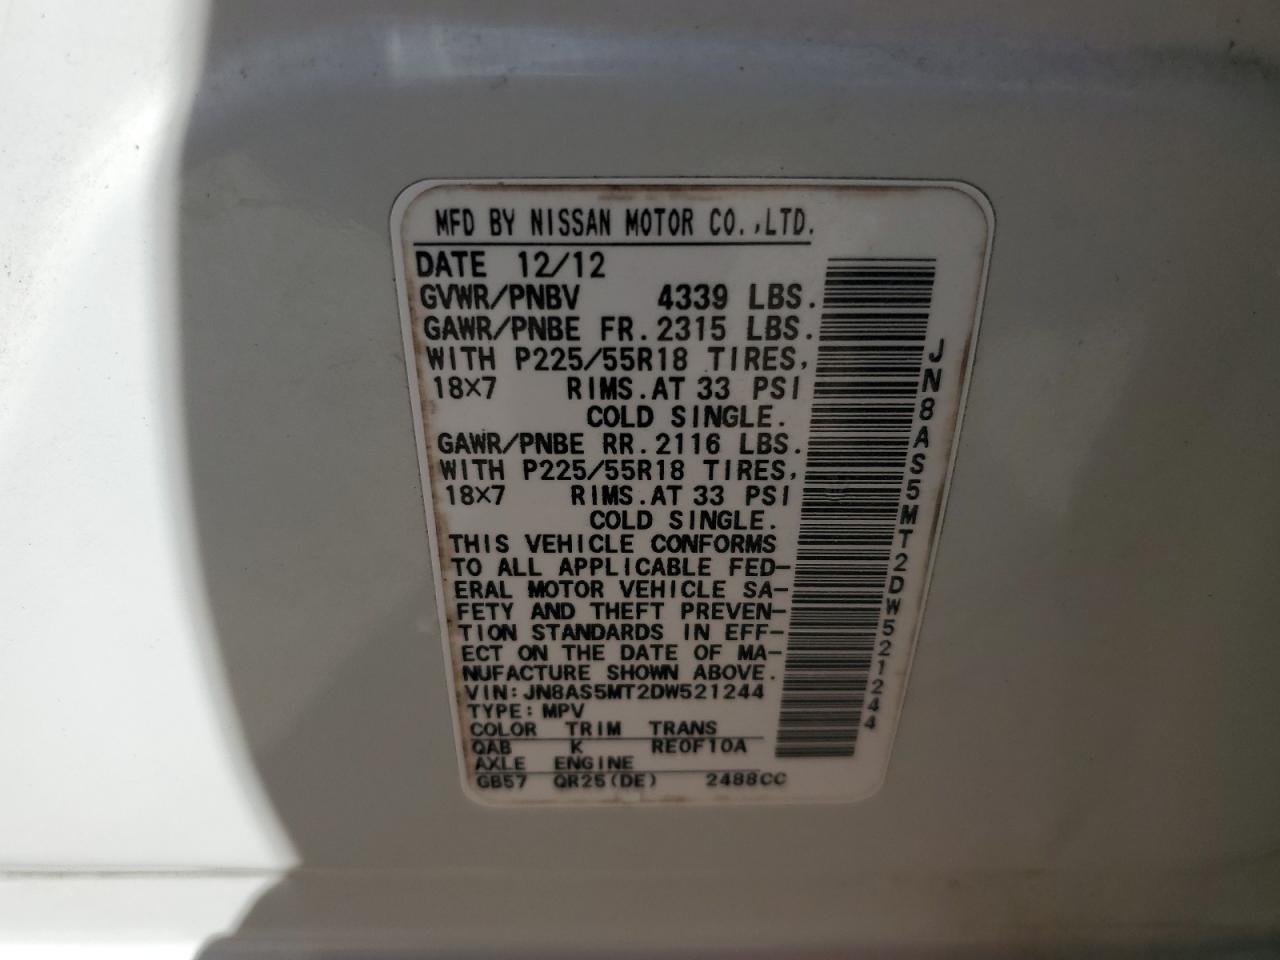 MFD BY NISSAN MOTOR CO.,LTD.
DATE 12/12
GVWR/PNBV 4339 LBS.
GAWR/PNBE FR. 2315 LBS.
WITH P225/55R18 TIRES,
18×7 RIMS. AT 33 PSI
COLD SINGLE.
GAWR/PNBE RR. 2116 LBS.
WITH P225/55R18 TIRES,
18×7 RIMS. AT 33 PSI
COLD SINGLE.
THIS VEHICLE CONFORMS
TO ALL APPLICABLE FED-
ERAL MOTOR VEHICLE SA-
FETY AND THEFT PREVEN-
TION STANDARDS IN EFF-
ECT ON THE DATE OF MA-
NUFACTURE SHOWN ABOVE.
VIN: JN8AS5MT2DW521244
TYPE: MPV
COLOR TRIM TRANS
QAB K RE0F10A
AXLE ENGINE
GB57 QR25(DE) 2488CC
JN8AS5MT2DW521244